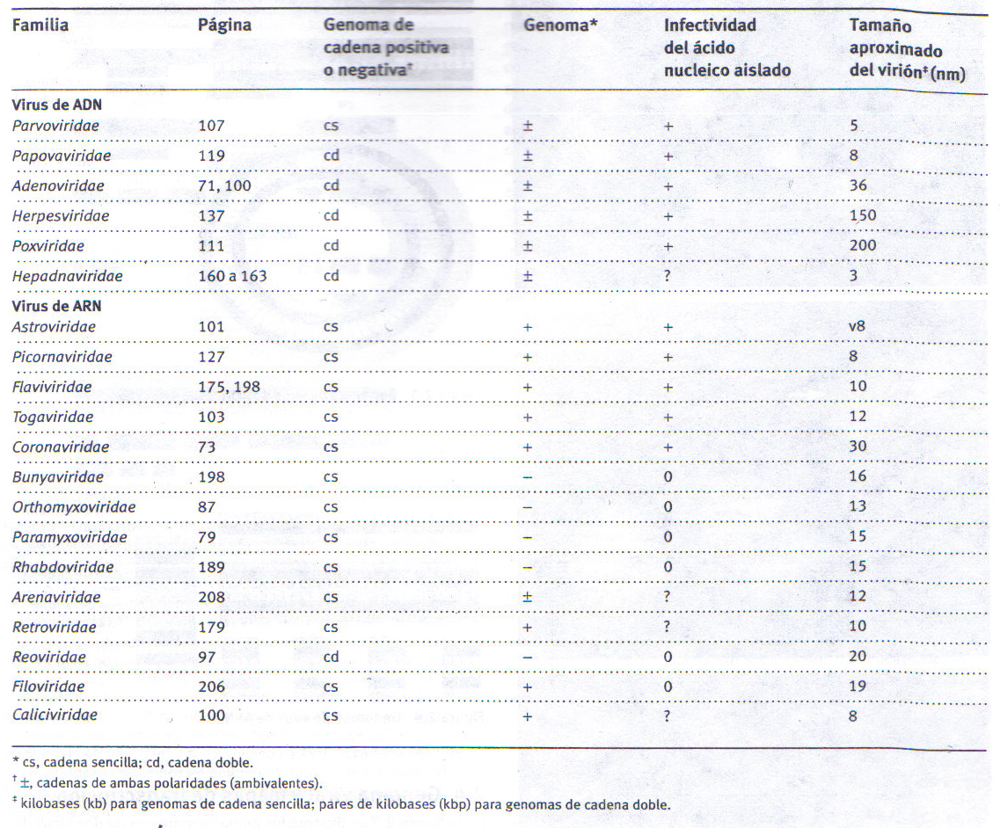 Familia Página Genoma de cadena positiva o negativa† Genoma* Infectividad del ácido nucleico aislado Tamaño aproximado del virión‡ (nm)
Virus de ADN
Parvoviridae 107 cs ± + 5
Papovaviridae 119 cd ± + 8
Adenoviridae 71, 100 cd ± + 36
Herpesviridae 137 cd ± + 150
Poxviridae 111 cd ± + 200
Hepadnaviridae 160 a 163 cd ± ? 3
Virus de ARN
Astroviridae 101 cs + + v8
Picornaviridae 127 cs + + 8
Flaviviridae 175, 198 cs + + 10
Togaviridae 103 cs + + 12
Coronaviridae 73 cs + + 30
Bunyaviridae 198 cs − 0 16
Orthomyxoviridae 87 cs − 0 13
Paramyxoviridae 79 cs − 0 15
Rhabdoviridae 189 cs − 0 15
Arenaviridae 208 cs ± ? 12
Retroviridae 179 cs + ? 10
Reoviridae 97 cd − 0 20
Filoviridae 206 cs + 0 19
Caliciviridae 100 cs + ? 8
* cs, cadena sencilla; cd, cadena doble.
† ±, cadenas de ambas polaridades (ambivalentes).
‡ kilobases (kb) para genomas de cadena sencilla; pares de kilobases (kbp) para genomas de cadena doble.